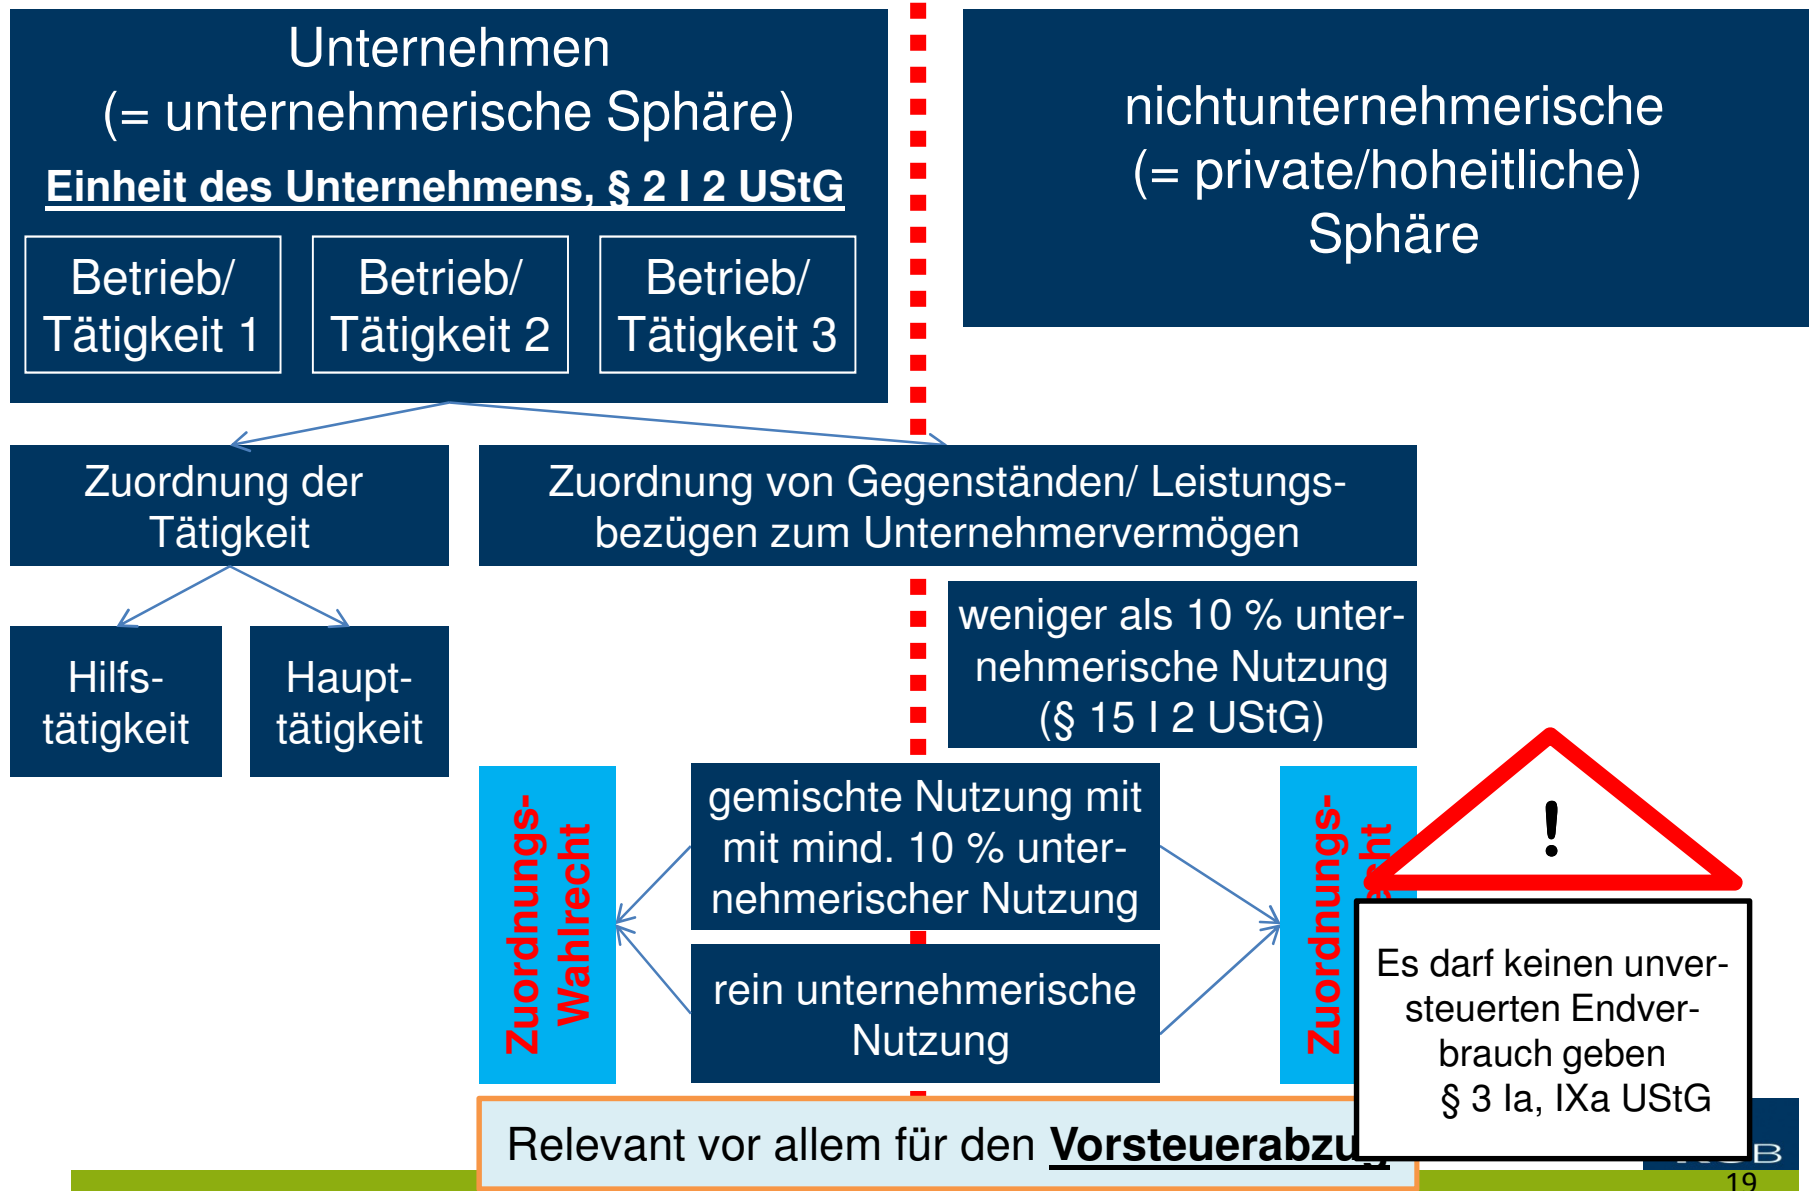 Unternehmen
(= unternehmerische Sphäre)
Einheit des Unternehmens, § 2 I 2 UStG
Betrieb/
Tätigkeit 1
Betrieb/
Tätigkeit 2
Betrieb/
Tätigkeit 3
nichtunternehmerische
(= private/hoheitliche)
Sphäre
Zuordnung der
Tätigkeit
Zuordnung von Gegenständen/ Leistungs-
bezügen zum Unternehmervermögen
Hilfs-
tätigkeit
Haupt-
tätigkeit
weniger als 10 % unter-
nehmerische Nutzung
(§ 15 I 2 UStG)
Zuordnungs-
Wahlrecht
gemischte Nutzung mit
mit mind. 10 % unter-
nehmerischer Nutzung
rein unternehmerische
Nutzung
Zuordnungs-
!
Es darf keinen unver-
steuerten Endver-
brauch geben
§ 3 Ia, IXa UStG
Relevant vor allem für den Vorsteuerabzug
19